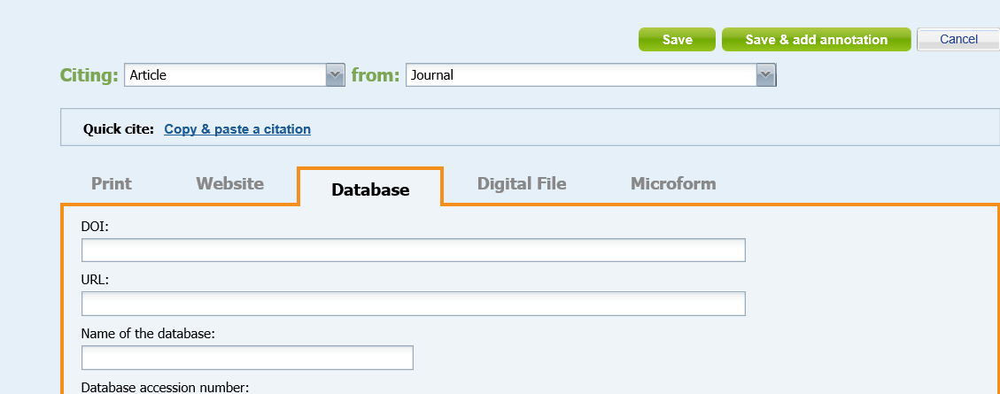 Save Save & add annotation Cancel
Citing: Article from: Journal
Quick cite: Copy & paste a citation
Print Website Database Digital File Microform
DOI:
URL:
Name of the database:
Database accession number: